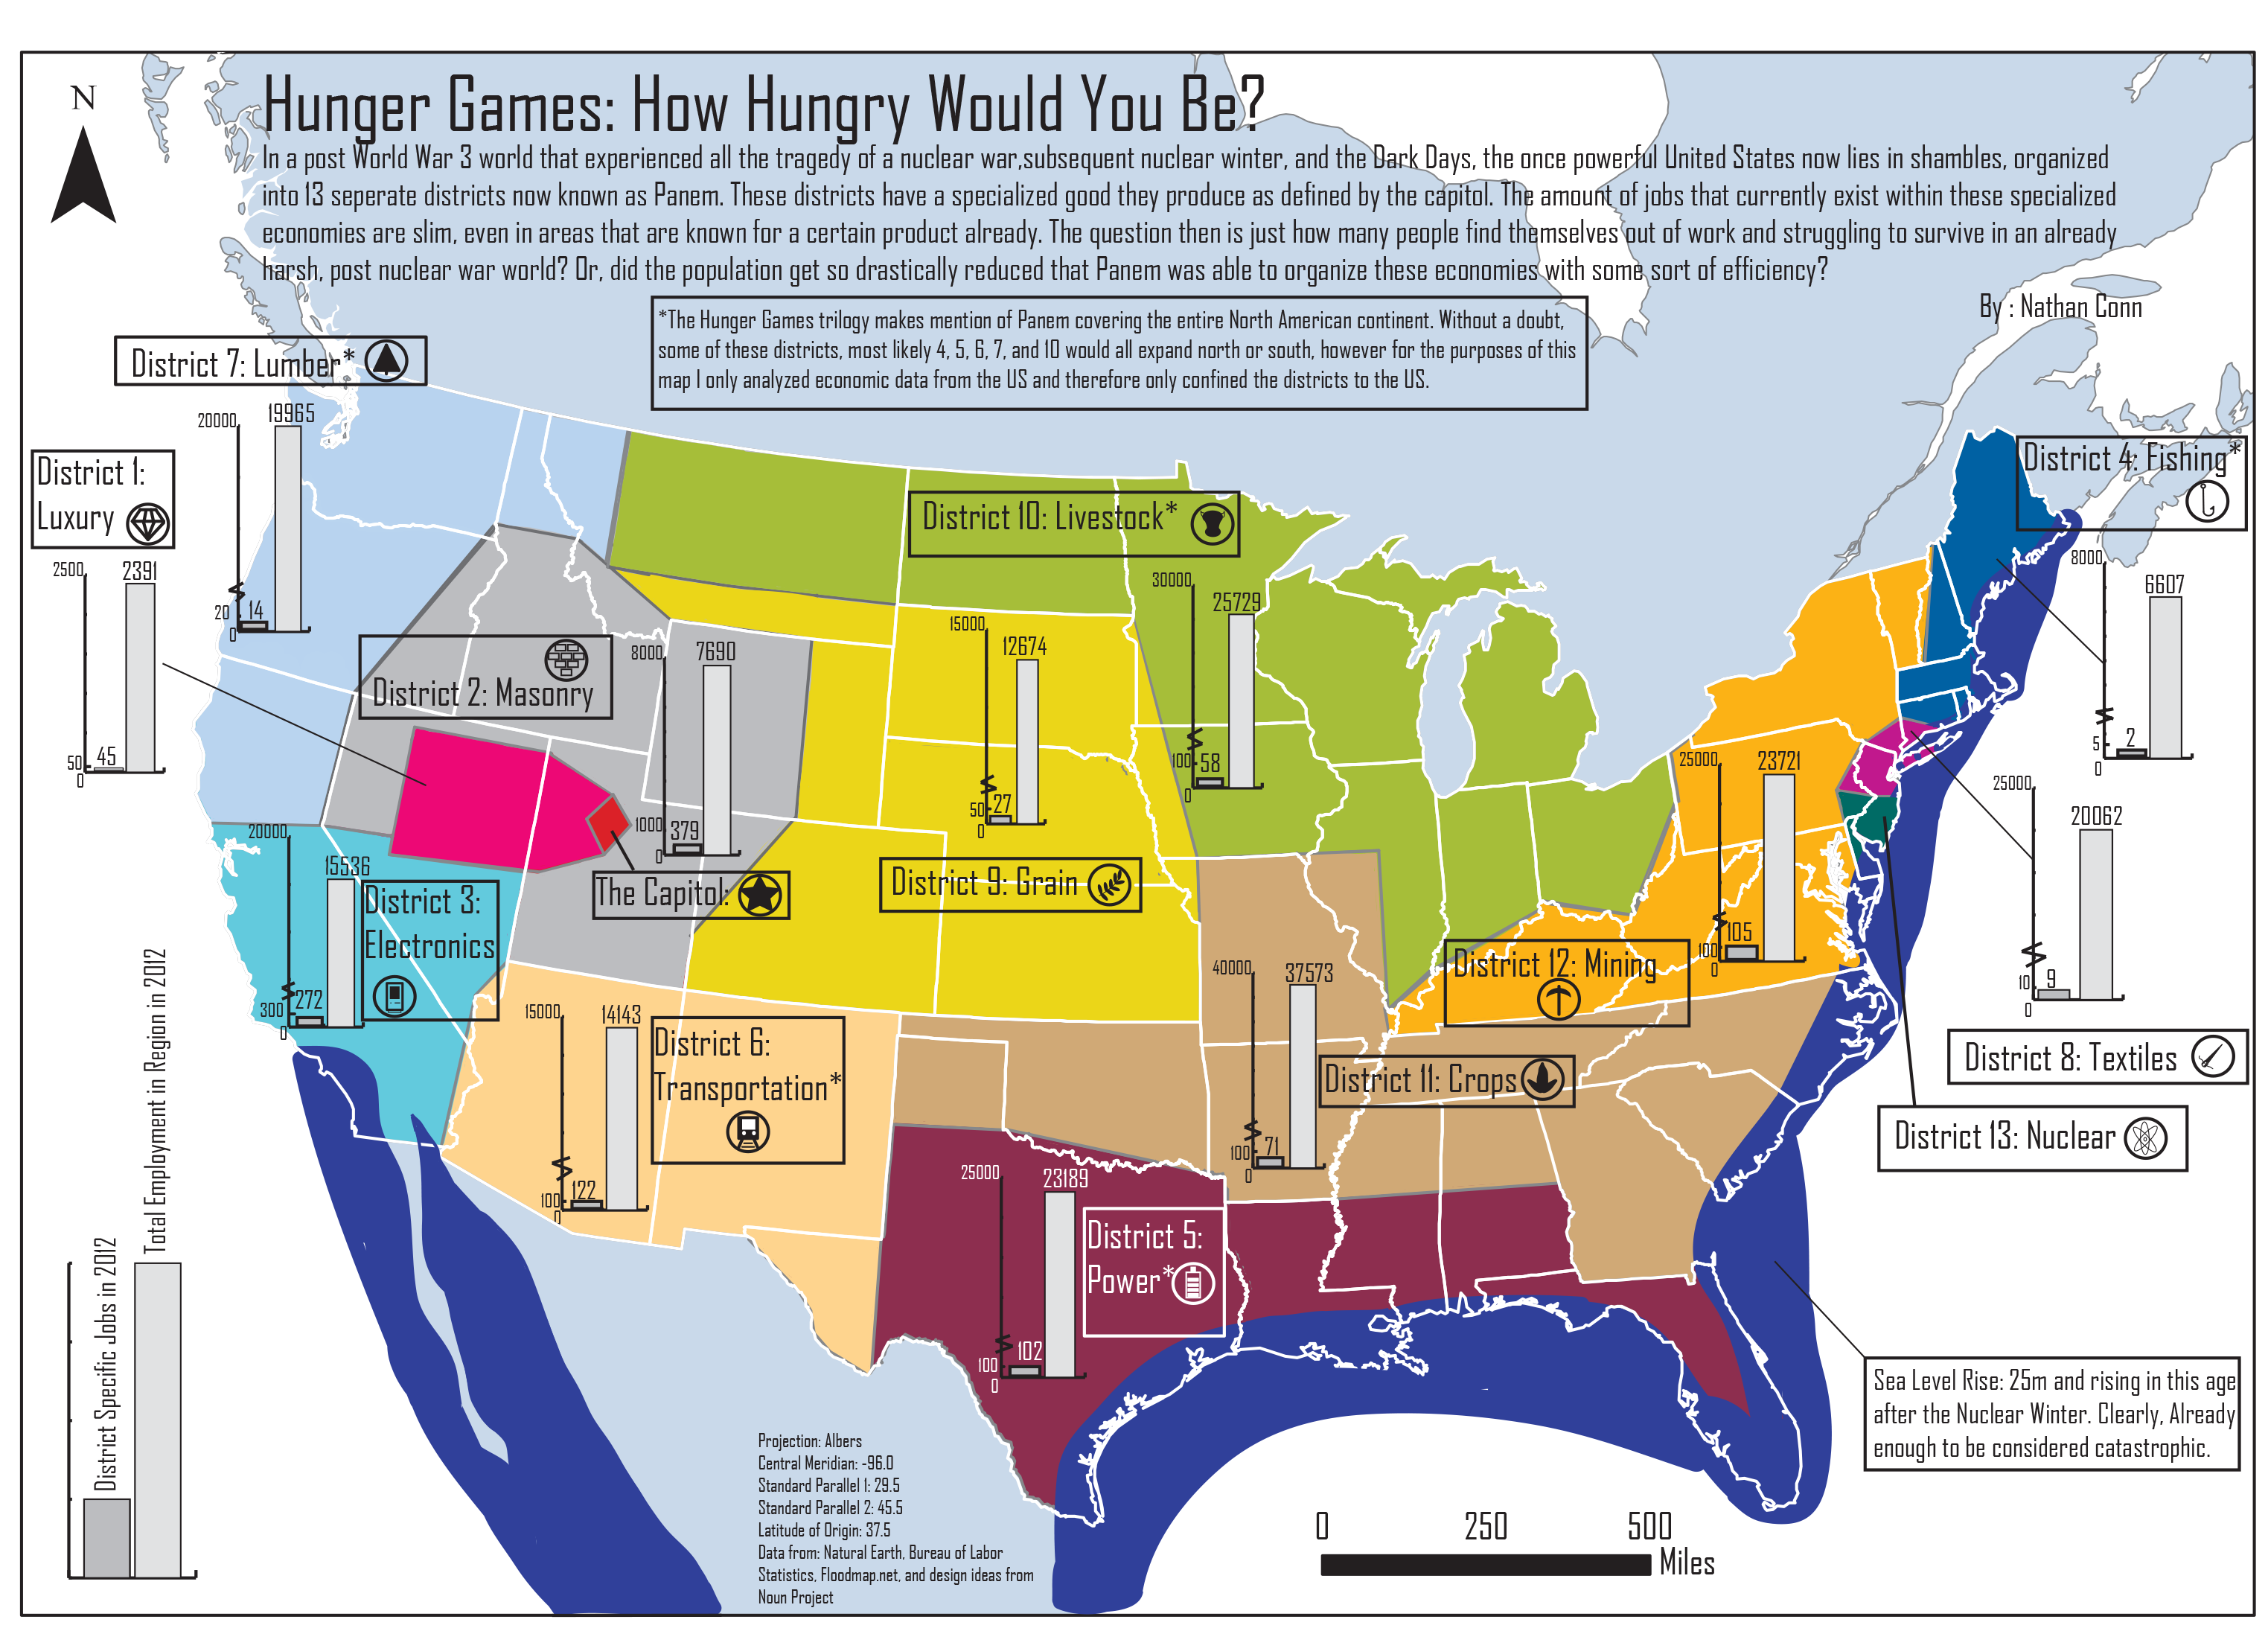 Hunger Games: How Hungry Would You Be?
In a post World War 3 world that experienced all the tragedy of a nuclear war,subsequent nuclear winter, and the Dark Days, the once powerful United States now lies in shambles, organized
into 13 seperate districts now known as Panem. These districts have a specialized good they produce as defined by the capitol. The amount of jobs that currently exist within these specialized
economies are slim, even in areas that are known for a certain product already. The question then is just how many people find themselves out of work and struggling to survive in an already
harsh, post nuclear war world? Or, did the population get so drastically reduced that Panem was able to organize these economies with some sort of efficiency?
By : Nathan Conn
N
*The Hunger Games trilogy makes mention of Panem covering the entire North American continent. Without a doubt,
some of these districts, most likely 4, 5, 6, 7, and 10 would all expand north or south, however for the purposes of this
map I only analyzed economic data from the US and therefore only confined the districts to the US.
District 7: Lumber*
20000
19965
20
14
0
District 1:
Luxury
2500
2391
50
45
0
District 2: Masonry
8000
7690
1000
379
0
The Capitol:
District 3:
Electronics
20000
15536
300
272
0
District 10: Livestock*
30000
25729
100
58
0
15000
12674
50
27
0
District 9: Grain
District 4: Fishing*
8000
6607
5
2
0
25000
23721
100
105
0
District 12: Mining
25000
20062
10
9
0
District 8: Textiles
District 13: Nuclear
40000
37573
100
71
0
District 11: Crops
15000
14143
100
122
0
District 6:
Transportation*
25000
23189
100
102
0
District 5:
Power*
District Specific Jobs in 2012
Total Employment in Region in 2012
Sea Level Rise: 25m and rising in this age
after the Nuclear Winter. Clearly, Already
enough to be considered catastrophic.
Projection: Albers
Central Meridian: -96.0
Standard Parallel 1: 29.5
Standard Parallel 2: 45.5
Latitude of Origin: 37.5
Data from: Natural Earth, Bureau of Labor
Statistics, Floodmap.net, and design ideas from
Noun Project
0 250 500
Miles